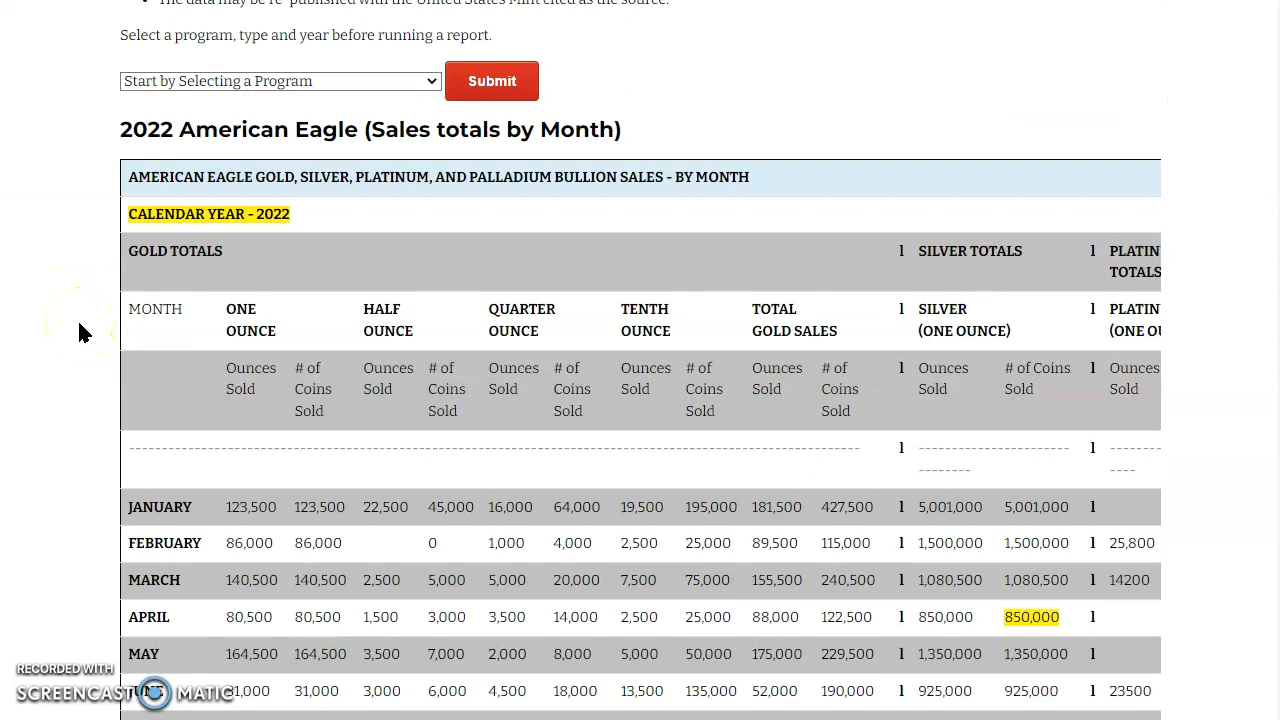 The data may be re-published with the United States Mint cited as the source.
Select a program, type and year before running a report.
Start by Selecting a Program Submit
2022 American Eagle (Sales totals by Month)
AMERICAN EAGLE GOLD, SILVER, PLATINUM, AND PALLADIUM BULLION SALES - BY MONTH
CALENDAR YEAR - 2022
GOLD TOTALS l SILVER TOTALS l PLATIN
TOTALS
MONTH ONE HALF QUARTER TENTH TOTAL l SILVER l PLATIN
OUNCE OUNCE OUNCE OUNCE GOLD SALES (ONE OUNCE) (ONE OU
Ounces # of Ounces # of Ounces # of Ounces # of Ounces # of l Ounces # of Coins l Ounces
Sold Coins Sold Coins Sold Coins Sold Coins Sold Coins Sold Sold Sold
Sold Sold Sold Sold Sold
l l
JANUARY 123,500 123,500 22,500 45,000 16,000 64,000 19,500 195,000 181,500 427,500 l 5,001,000 5,001,000 l
FEBRUARY 86,000 86,000 0 1,000 4,000 2,500 25,000 89,500 115,000 l 1,500,000 1,500,000 l 25,800
MARCH 140,500 140,500 2,500 5,000 5,000 20,000 7,500 75,000 155,500 240,500 l 1,080,500 1,080,500 l 14200
APRIL 80,500 80,500 1,500 3,000 3,500 14,000 2,500 25,000 88,000 122,500 l 850,000 850,000 l
MAY 164,500 164,500 3,500 7,000 2,000 8,000 5,000 50,000 175,000 229,500 l 1,350,000 1,350,000 l
RECORDED WITH
31,000 3,000 6,000 4,500 18,000 13,500 135,000 52,000 l 925,000 925,000 l 23500
SCREENCAST MATIC